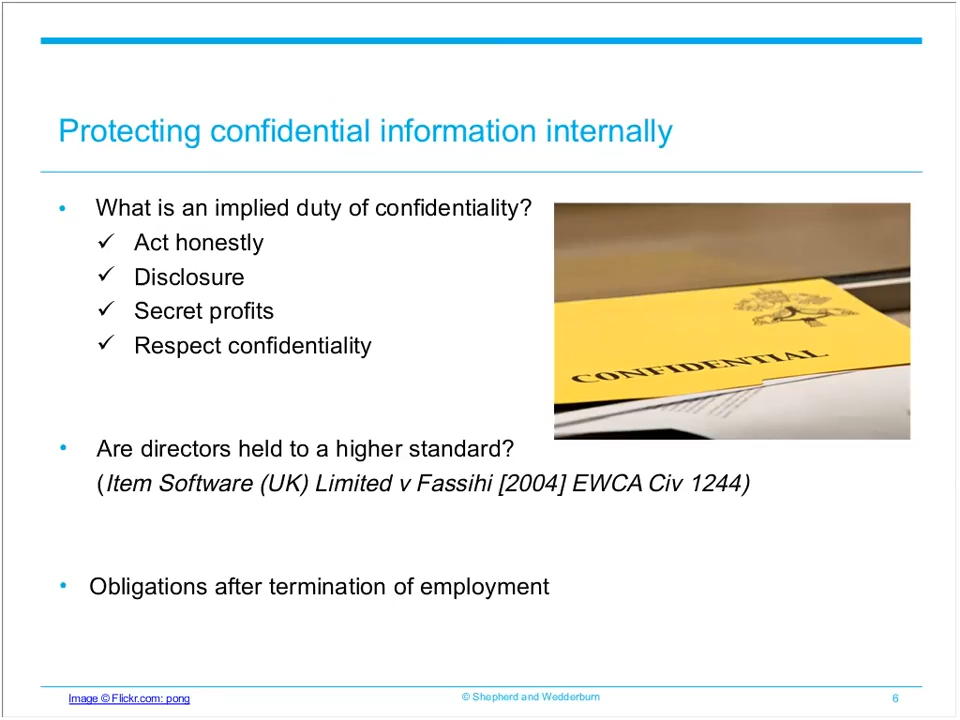 Protecting confidential information internally
• What is an implied duty of confidentiality?
✓ Act honestly
✓ Disclosure
✓ Secret profits
✓ Respect confidentiality
CONFIDENTIAL
• Are directors held to a higher standard?
(Item Software (UK) Limited v Fassihi [2004] EWCA Civ 1244)
• Obligations after termination of employment
Image © Flickr.com: pong
© Shepherd and Wedderburn
6